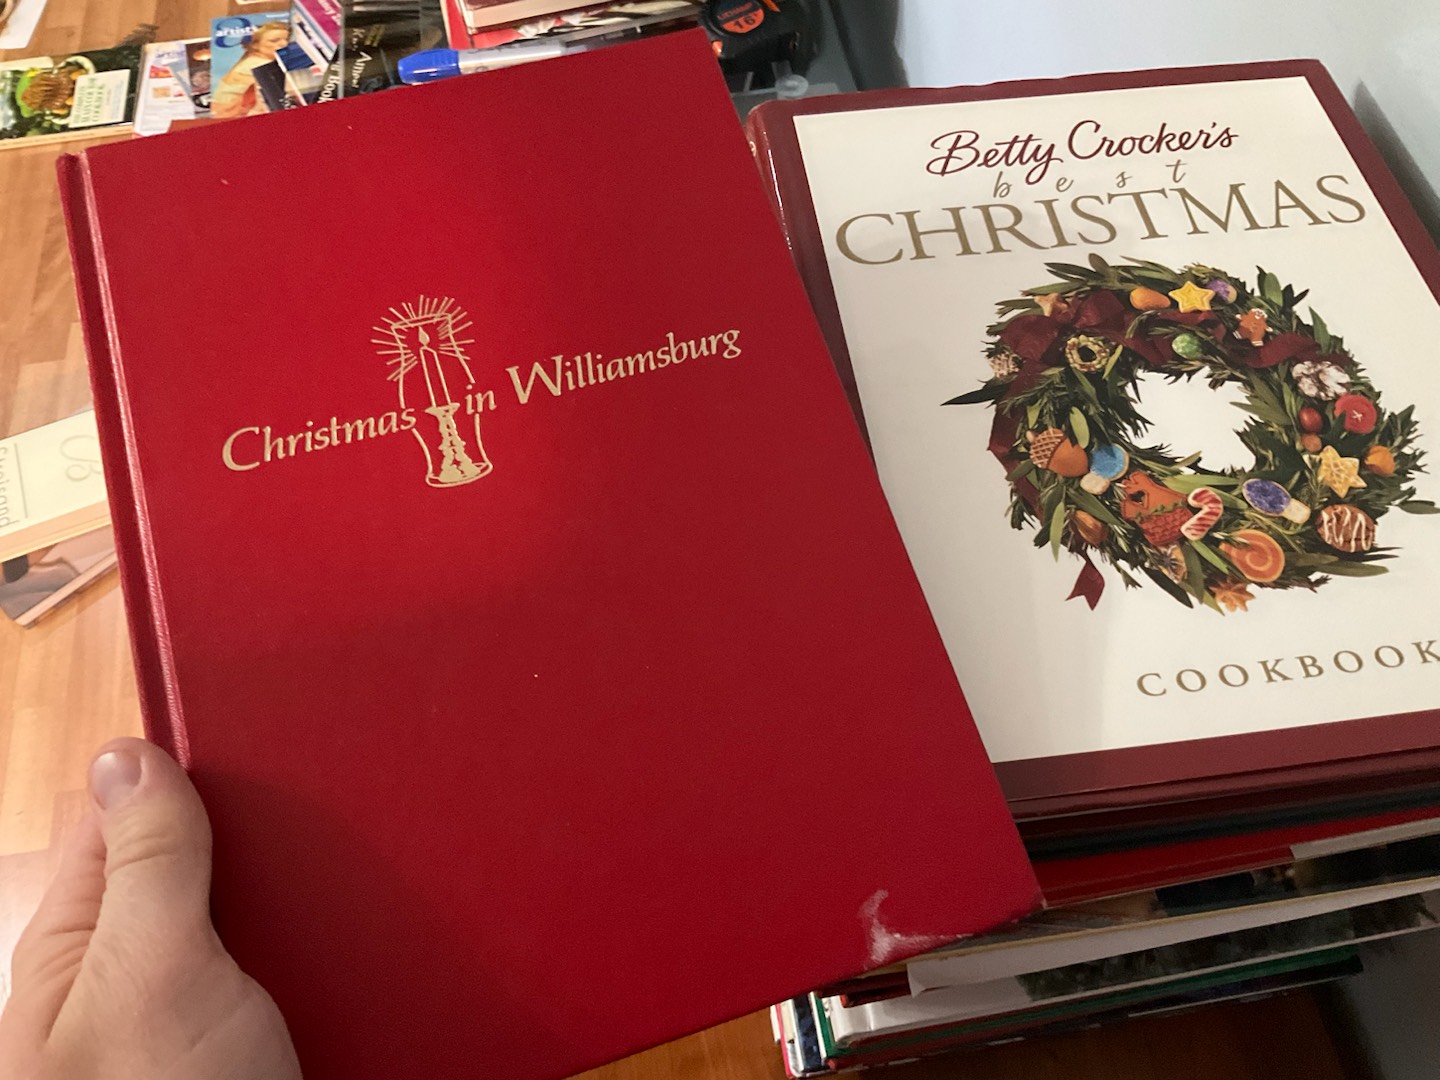 Christmas in Williamsburg
Betty Crocker's
best
CHRISTMAS
COOKBOOK